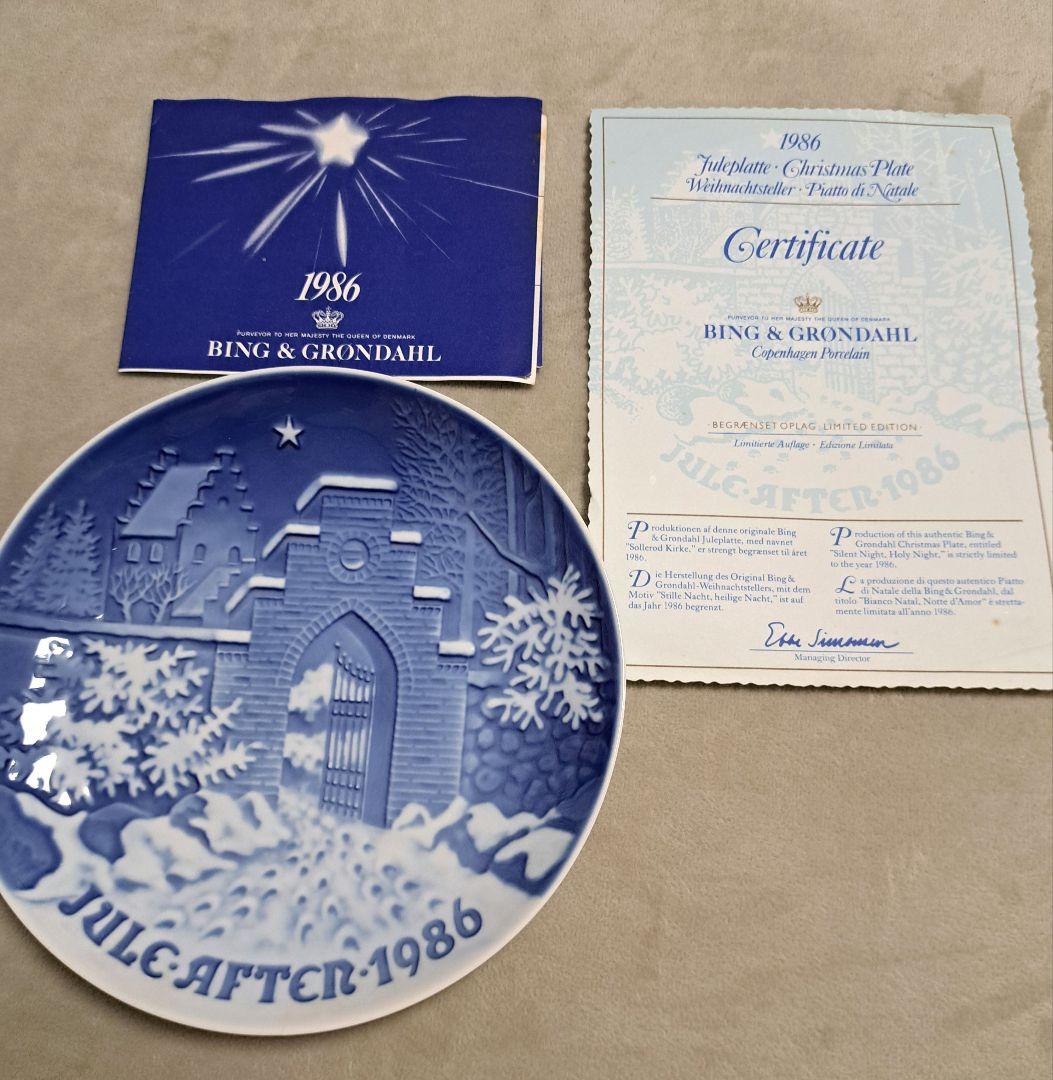 1986
PURVEYOR TO HER MAJESTY THE QUEEN OF DENMARK
BING & GRØNDAHL
1986
Juleplatte · Christmas Plate
Weihnachtsteller · Piatto di Natale
Certificate
PURVEYOR TO HER MAJESTY THE QUEEN OF DENMARK
BING & GRØNDAHL
Copenhagen Porcelain
·BEGRÆNSET OPLAG · LIMITED EDITION·
Limitierte Auflage · Edizione Limitata
JULE·AFTEN·1986
Produktionen af denne originale Bing
& Grøndahl Juleplatte, med navnet
"Søllerød Kirke," er strengt begrænset til året
1986.
Die Herstellung des Original Bing &
Grøndahl-Weihnachtstellers, mit dem
Motiv "Stille Nacht, heilige Nacht," ist auf
das Jahr 1986 begrenzt.
Production of this authentic Bing &
Grøndahl Christmas Plate, entitled
"Silent Night, Holy Night," is strictly limited
to the year 1986.
La produzione di questo autentico Piatto
di Natale della Bing & Grøndahl, dal
titolo "Bianco Natal, Notte d'Amor" è stretta-
mente limitata all'anno 1986.
Ebbe Simonsen
Managing Director
JULE·AFTEN·1986